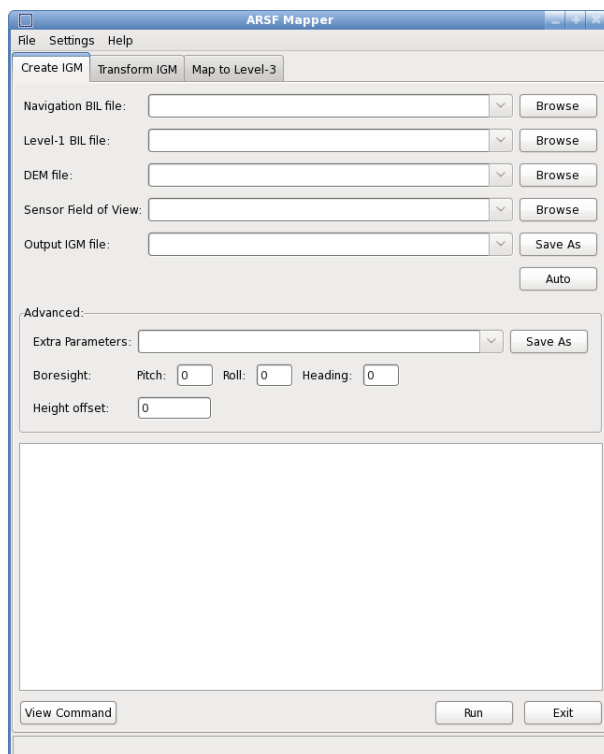 ARSF Mapper
File Settings Help
Create IGM Transform IGM Map to Level-3
Navigation BIL file: Browse
Level-1 BIL file: Browse
DEM file: Browse
Sensor Field of View: Browse
Output IGM file: Save As
Auto
Advanced:
Extra Parameters: Save As
Boresight: Pitch: 0 Roll: 0 Heading: 0
Height offset: 0
View Command Run Exit